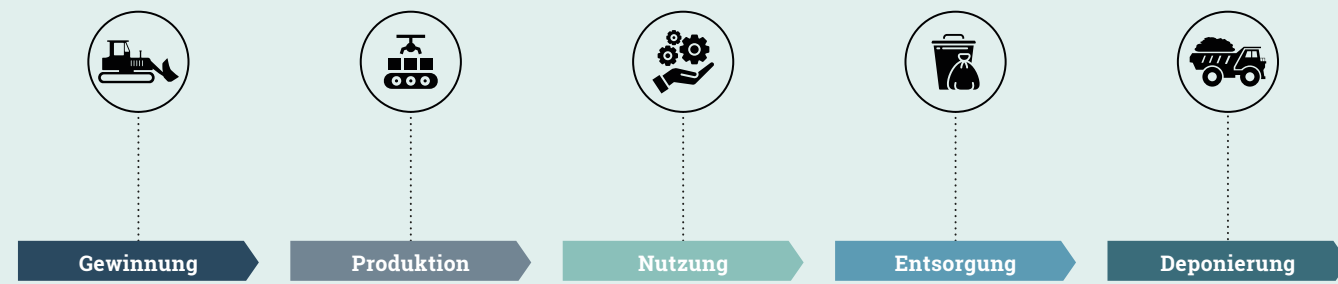 Gewinnung
Produktion
Nutzung
Entsorgung
Deponierung